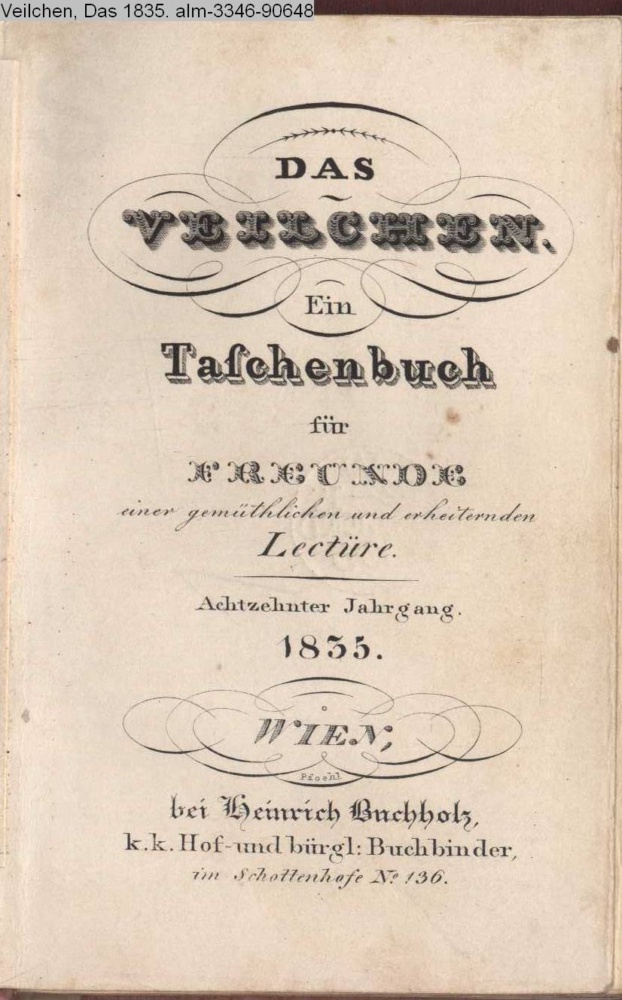 Veilchen, Das 1835. alm-3346-90648
DAS
VEILCHEN.
Ein
Taſchenbuch
für
FREUNDE
einer gemüthlichen und erheiternden
Lectüre.
Achtzehnter Jahrgang.
1835.
WIEN,
Pfoehl
bei Heinrich Buchholz,
k.k. Hof-und bürgl: Buchbinder,
im Schottenhofe No 136.